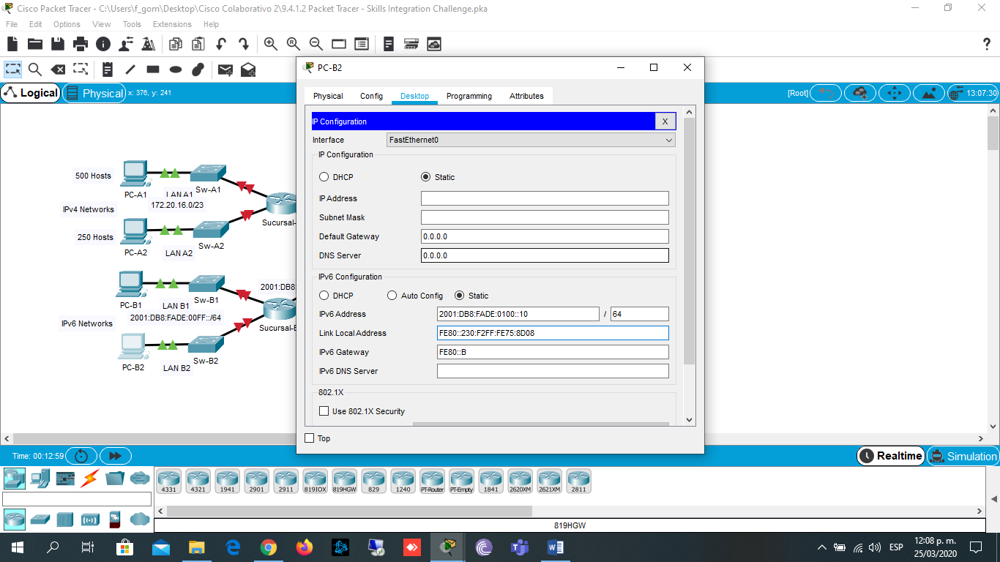 Cisco Packet Tracer - C:\Users\f_gom\Desktop\Cisco Colaborativo 2\9.4.1.2 Packet Tracer - Skills Integration Challenge.pka
File Edit Options View Tools Extensions Help
?
PC-B2
Logical Physical x: 376, y: 241
[Root] 13:07:30
Physical Config Desktop Programming Attributes
IP Configuration X
Interface FastEthernet0
IP Configuration
DHCP Static
IP Address
Subnet Mask
Default Gateway 0.0.0.0
DNS Server 0.0.0.0
IPv6 Configuration
DHCP Auto Config Static
IPv6 Address 2001:DB8:FADE:0100::10 / 64
Link Local Address FE80::230:F2FF:FE75:8D08
IPv6 Gateway FE80::B
IPv6 DNS Server
802.1X
Use 802.1X Security
Top
500 Hosts
PC-A1
LAN A1
Sw-A1
172.20.16.0/23
IPv4 Networks
Sucursal-
250 Hosts
PC-A2
LAN A2
Sw-A2
2001:DB8:
PC-B1
LAN B1
Sw-B1
2001:DB8:FADE:00FF::/64
IPv6 Networks
Sucursal-B
PC-B2
LAN B2
Sw-B2
Time: 00:12:59 Realtime Simulation
4331 4321 1941 2901 2911 819IOX 819HGW 829 1240 PT-Router PT-Empty 1841 2620XM 2621XM 2811
819HGW
ESP
12:08 p. m.
25/03/2020